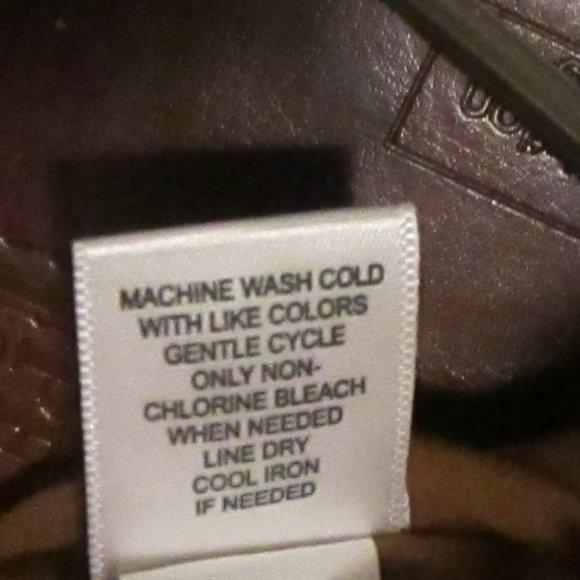 MACHINE WASH COLD
WITH LIKE COLORS
GENTLE CYCLE
ONLY NON-
CHLORINE BLEACH
WHEN NEEDED
LINE DRY
COOL IRON
IF NEEDED